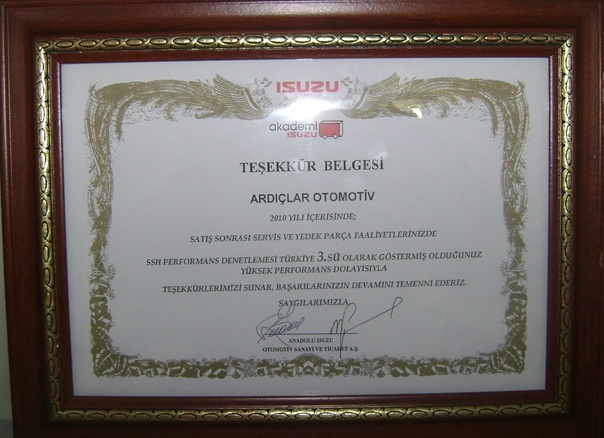 ISUZU
akademi
ISUZU
TEŞEKKÜR BELGESİ
ARDIÇLAR OTOMOTİV
2010 YILI İÇERİSİNDE;
SATIŞ SONRASI SERVİS VE YEDEK PARÇA FAALİYETLERİNİZDE
SSH PERFORMANS DENETLEMESİ TÜRKİYE 3.SÜ OLARAK GÖSTERMİŞ OLDUĞUNUZ
YÜKSEK PERFORMANS DOLAYISIYLA
TEŞEKKÜRLERİMİZİ SUNAR, BAŞARILARINIZIN DEVAMINI TEMENNİ EDERİZ.
SAYGILARIMIZLA
ANADOLU ISUZU
OTOMOTİV SANAYİ VE TİCARET A.Ş.